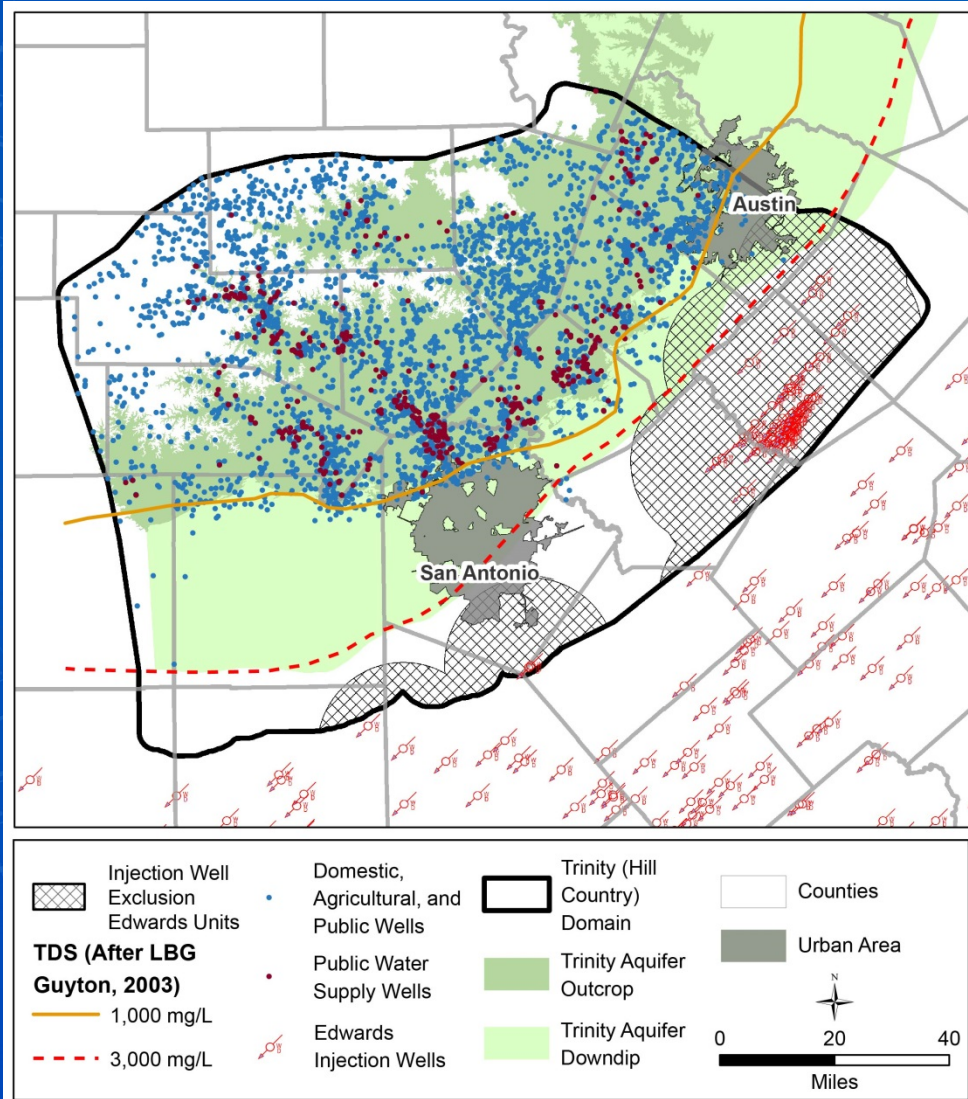 Austin
San Antonio
Injection Well
Exclusion
Edwards Units
TDS (After LBG
Guyton, 2003)
1,000 mg/L
3,000 mg/L
Domestic,
Agricultural, and
Public Wells
Public Water
Supply Wells
Edwards
Injection Wells
Trinity (Hill
Country)
Domain
Trinity Aquifer
Outcrop
Trinity Aquifer
Downdip
Counties
Urban Area
N
0 20 40
Miles